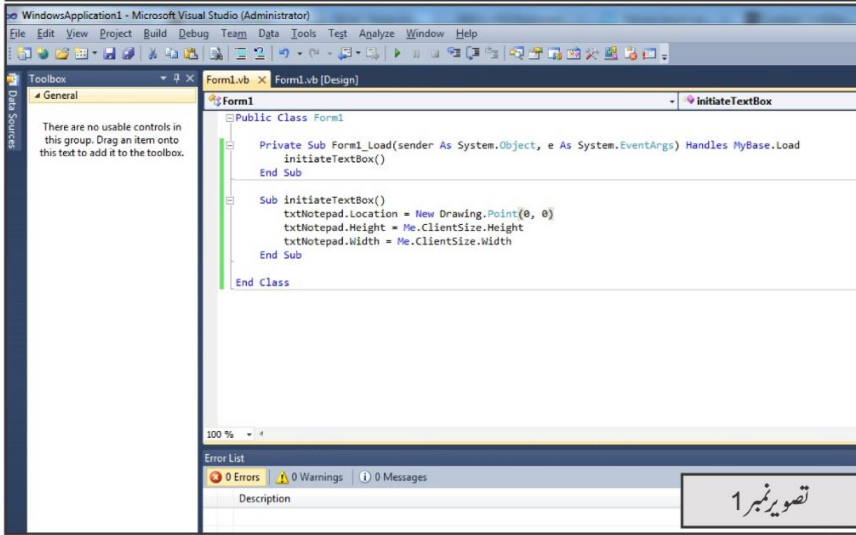 WindowsApplication1 - Microsoft Visual Studio (Administrator)
File Edit View Project Build Debug Team Data Tools Test Analyze Window Help
Data Sources
Toolbox
General
There are no usable controls in
this group. Drag an item onto
this text to add it to the toolbox.
Form1.vb Form1.vb [Design]
Form1 initiateTextBox
Public Class Form1
Private Sub Form1_Load(sender As System.Object, e As System.EventArgs) Handles MyBase.Load
initiateTextBox()
End Sub
Sub initiateTextBox()
txtNotepad.Location = New Drawing.Point(0, 0)
txtNotepad.Height = Me.ClientSize.Height
txtNotepad.Width = Me.ClientSize.Width
End Sub
End Class
100 %
Error List
0 Errors 0 Warnings 0 Messages
Description
تصویر نمبر 1